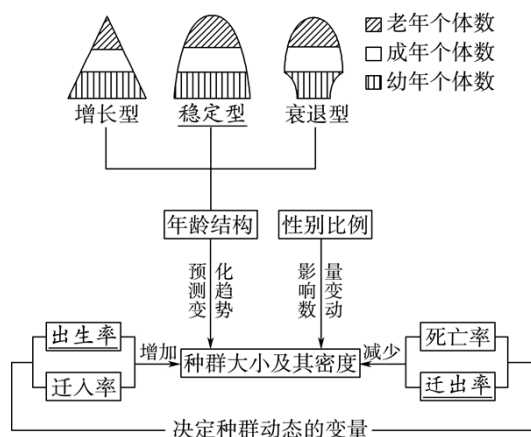 老年个体数
成年个体数
幼年个体数
增长型
稳定型
衰退型
年龄结构
性别比例
预测变
化趋势
影响数
量变动
出生率
迁入率
增加
种群大小及其密度
减少
死亡率
迁出率
决定种群动态的变量